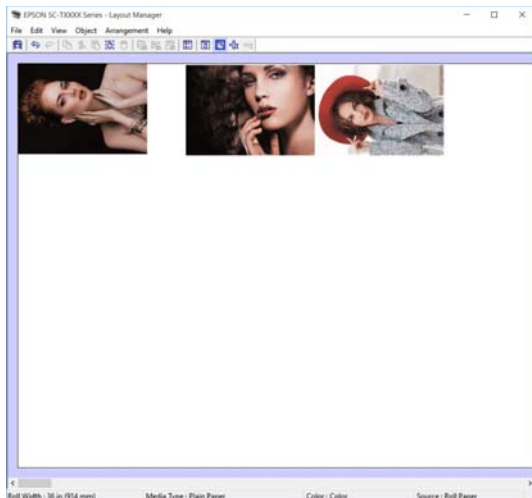 EPSON SC-TXXXX Series - Layout Manager
File Edit View Object Arrangement Help
Roll Width : 36 in (914 mm) Media Type : Plain Paper Color : Color Source : Roll Paper